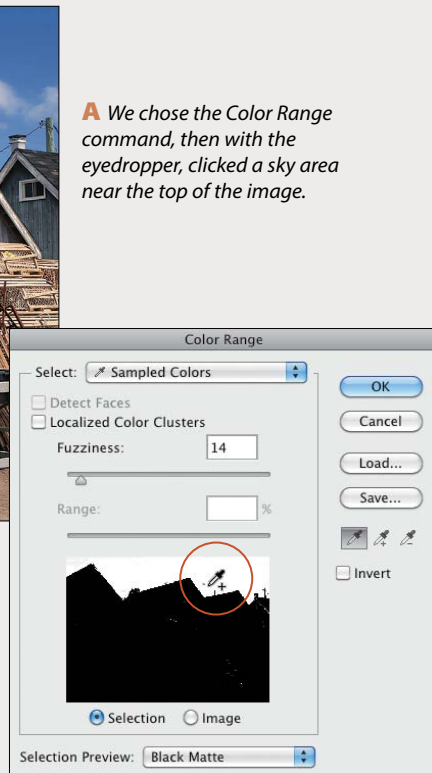 A We chose the Color Range
command, then with the
eyedropper, clicked a sky area
near the top of the image.
Color Range
Select: Sampled Colors
OK
Detect Faces
Cancel
Localized Color Clusters
Fuzziness: 14
Load...
Range: %
Save...
Invert
Selection Image
Selection Preview: Black Matte